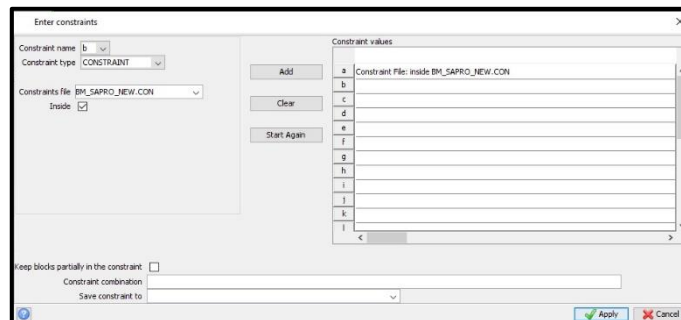 Enter constraints
Constraint name b
Constraint type CONSTRAINT
Constraints file BM_SAPRO_NEW.CON
Inside
Add
Clear
Start Again
Constraint values
a Constraint File: inside BM_SAPRO_NEW.CON
b
c
d
e
f
g
h
i
j
k
l
Keep blocks partially in the constraint
Constraint combination
Save constraint to
Apply
Cancel